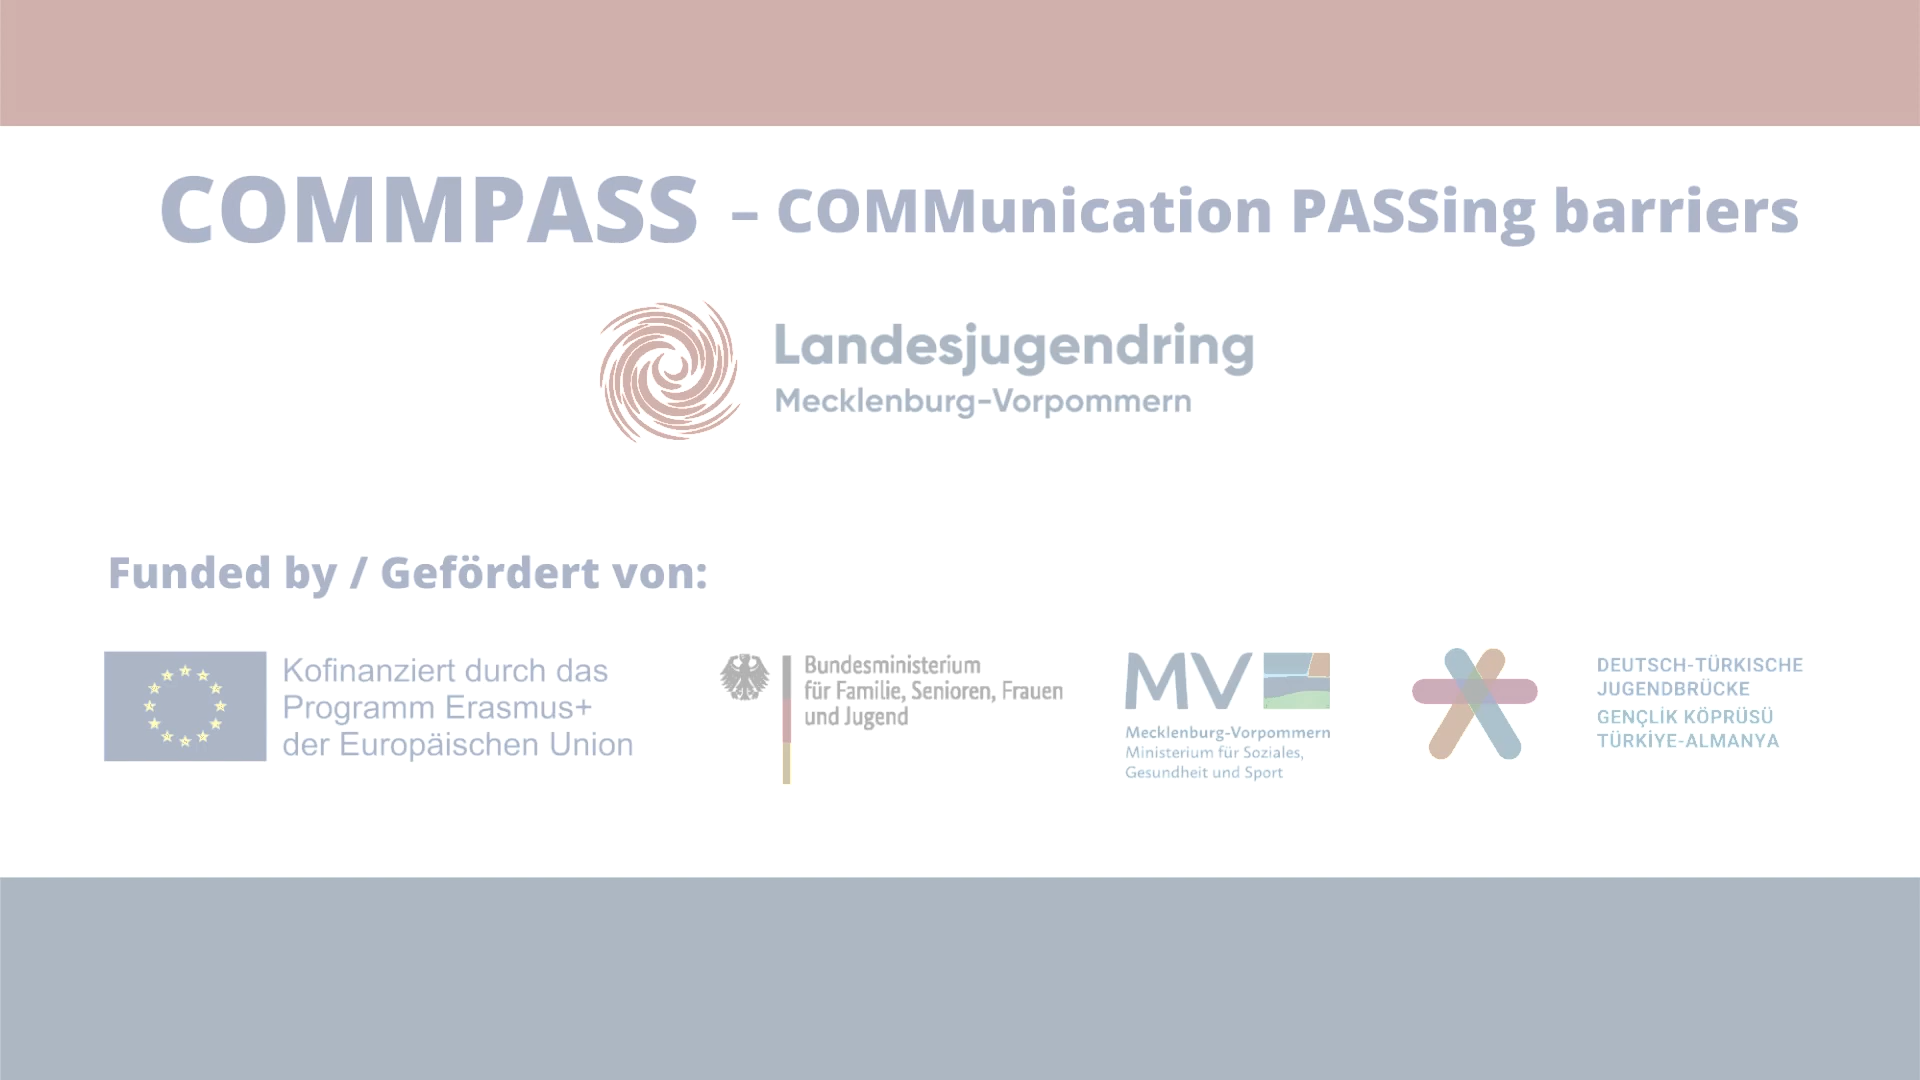 COMMPASS – COMMunication PASSing barriers
Landesjugendring
Mecklenburg-Vorpommern
Funded by / Gefördert von:
Kofinanziert durch das
Programm Erasmus+
der Europäischen Union
Bundesministerium
für Familie, Senioren, Frauen
und Jugend
MV
Mecklenburg-Vorpommern
Ministerium für Soziales,
Gesundheit und Sport
DEUTSCH-TÜRKISCHE
JUGENDBRÜCKE
GENÇLİK KÖPRÜSÜ
TÜRKİYE-ALMANYA